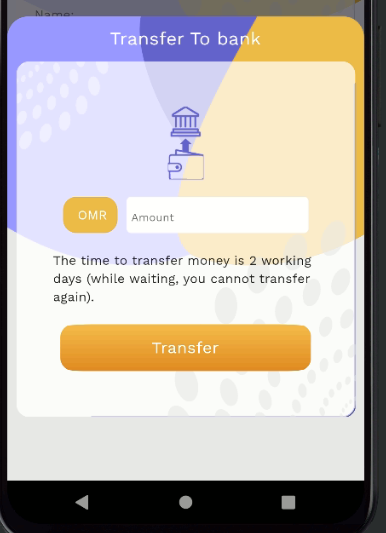 Name:
Transfer To bank
OMR
Amount
The time to transfer money is 2 working
days (while waiting, you cannot transfer
again).
Transfer